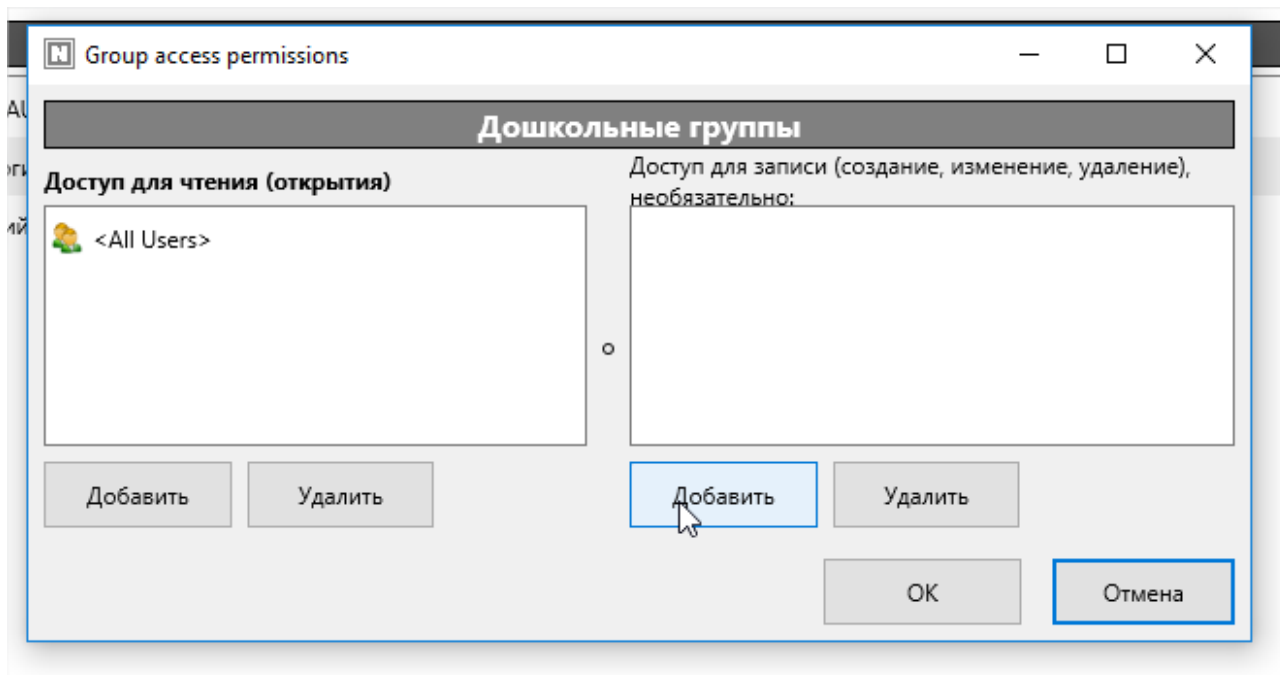 Group access permissions
Дошкольные группы
Доступ для чтения (открытия)
Доступ для записи (создание, изменение, удаление),
необязательно:
<All Users>
о
Добавить
Удалить
Добавить
Удалить
OK
Отмена